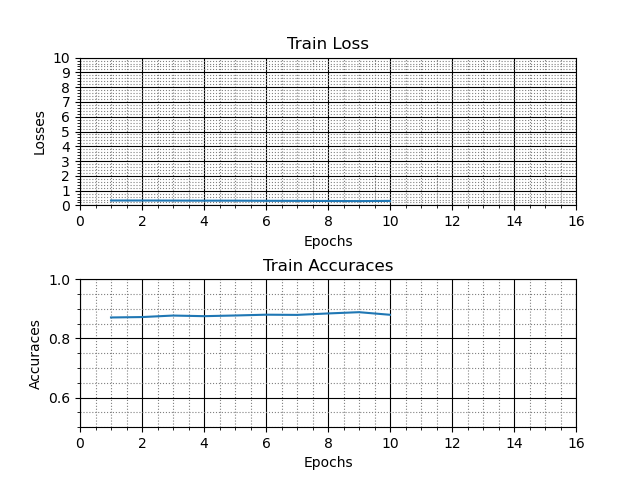 Train Loss
10
9
8
7
6
5
4
3
2
1
0
Losses
0 2 4 6 8 10 12 14 16
Epochs
Train Accuraces
1.0
0.8
0.6
Accuraces
0 2 4 6 8 10 12 14 16
Epochs